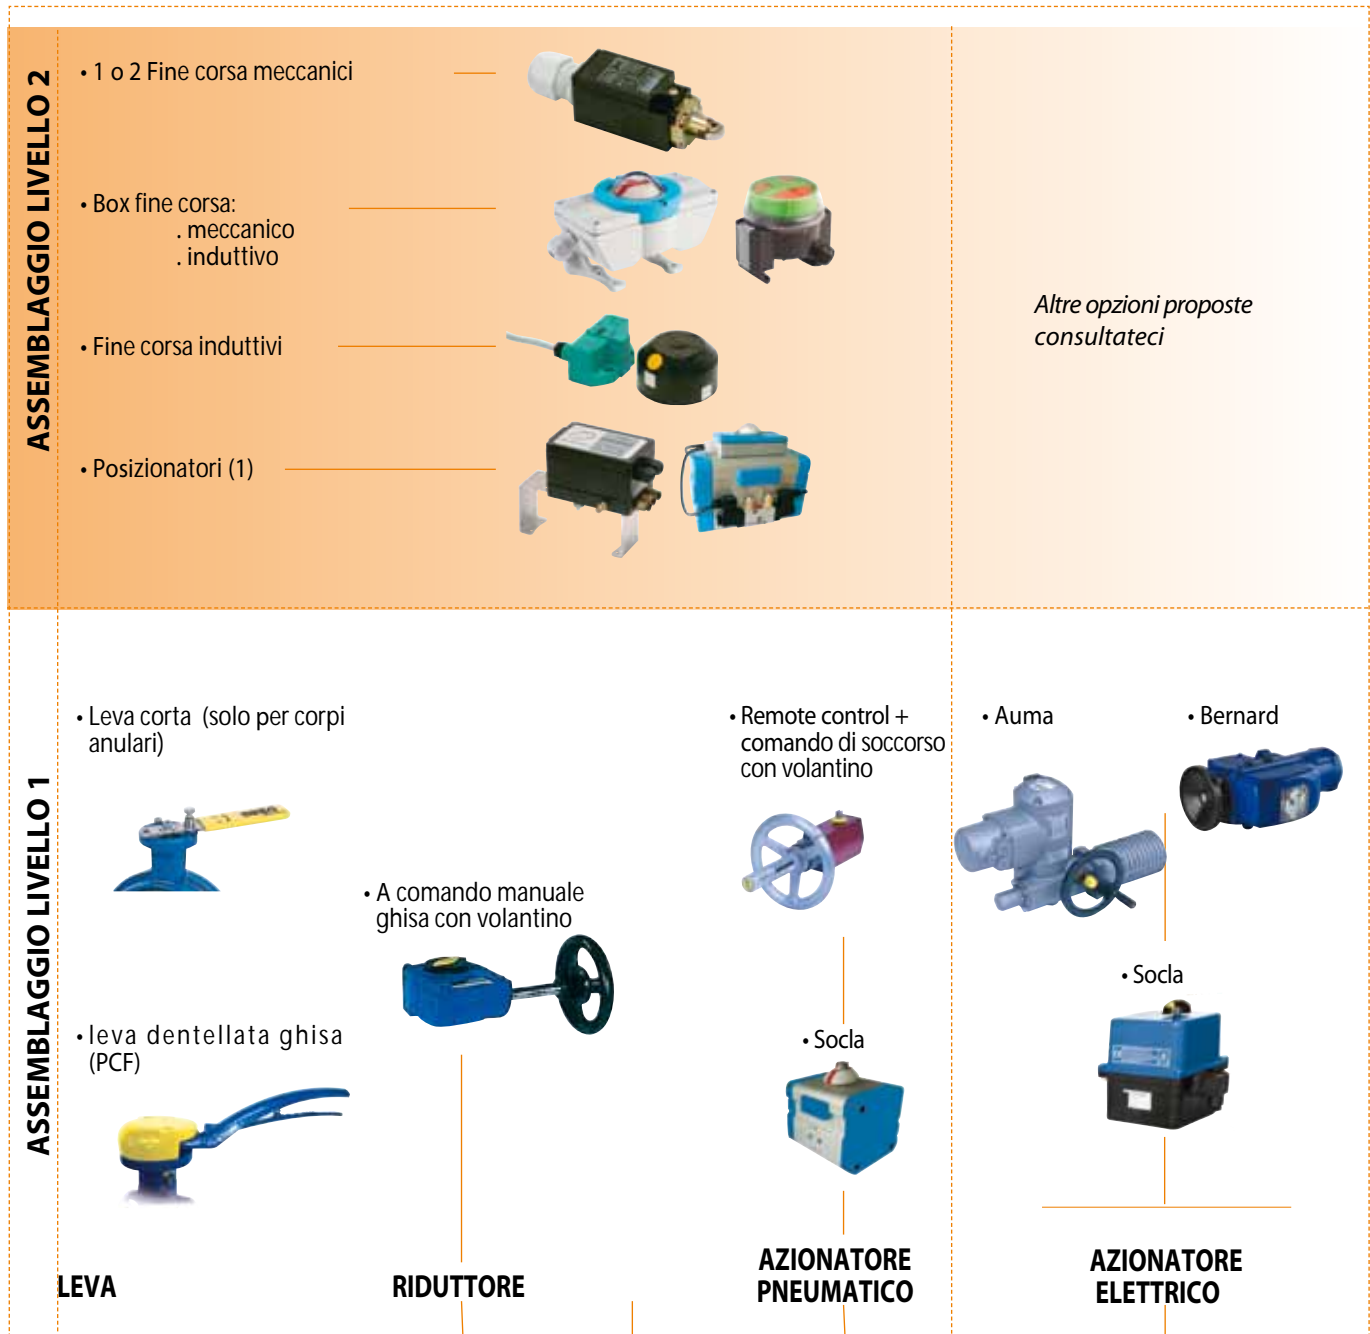 ASSEMBLAGGIO LIVELLO 2
• 1 o 2 Fine corsa meccanici
• Box fine corsa:
. meccanico
. induttivo
• Fine corsa induttivi
• Posizionatori (1)
Altre opzioni proposte
consultateci
ASSEMBLAGGIO LIVELLO 1
• Leva corta (solo per corpi
anulari)
• leva dentellata ghisa
(PCF)
• A comando manuale
ghisa con volantino
• Remote control +
comando di soccorso
con volantino
• Socla
• Auma
• Bernard
• Socla
LEVA
RIDUTTORE
AZIONATORE
PNEUMATICO
AZIONATORE
ELETTRICO